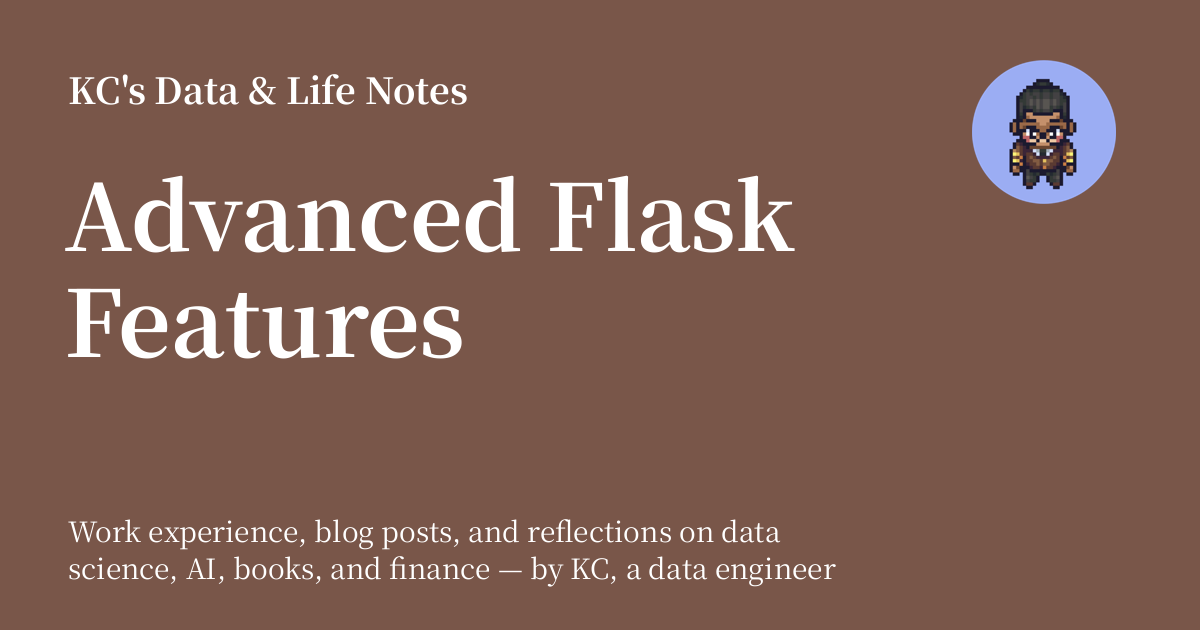 KC's Data & Life Notes
Advanced Flask
Features
Work experience, blog posts, and reflections on data
science, AI, books, and finance — by KC, a data engineer